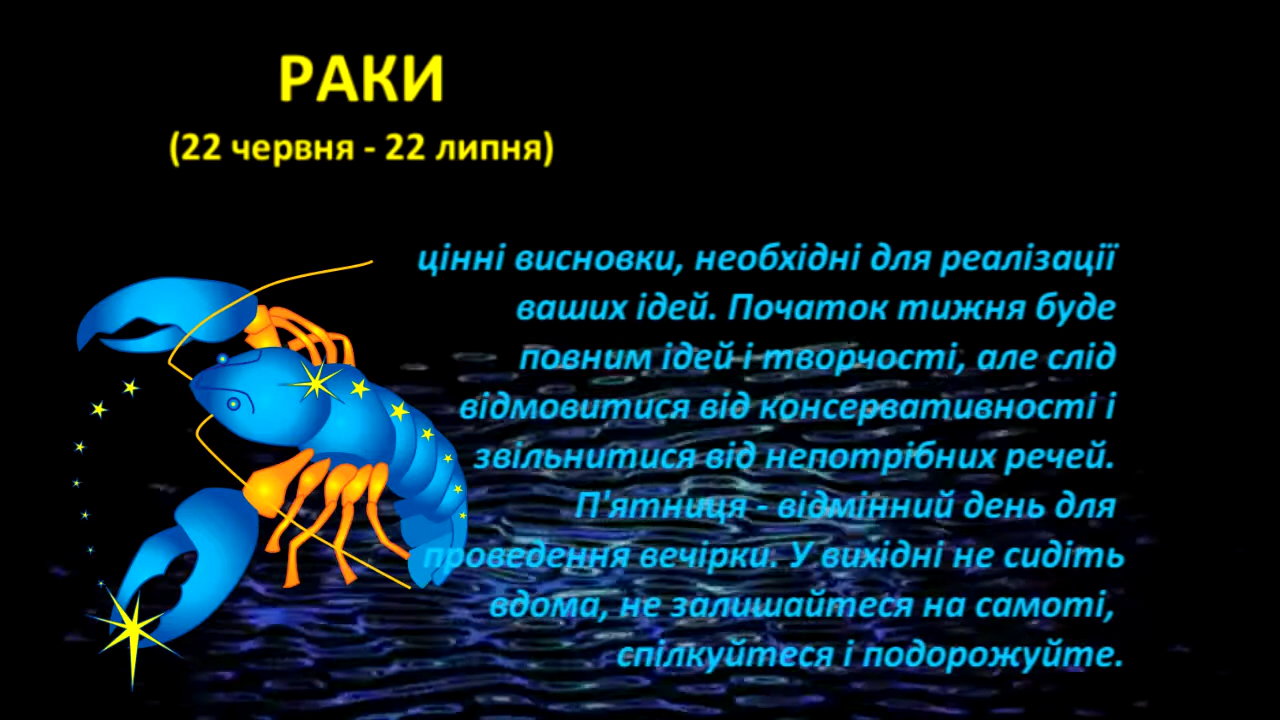 РАКИ
(22 червня - 22 липня)
цінні висновки, необхідні для реалізації
ваших ідей. Початок тижня буде
повним ідей і творчості, але слід
відмовитися від консервативності і
звільнитися від непотрібних речей.
П'ятниця - відмінний день для
проведення вечірки. У вихідні не сидіть
вдома, не залишайтеся на самоті,
спілкуйтеся і подорожуйте.